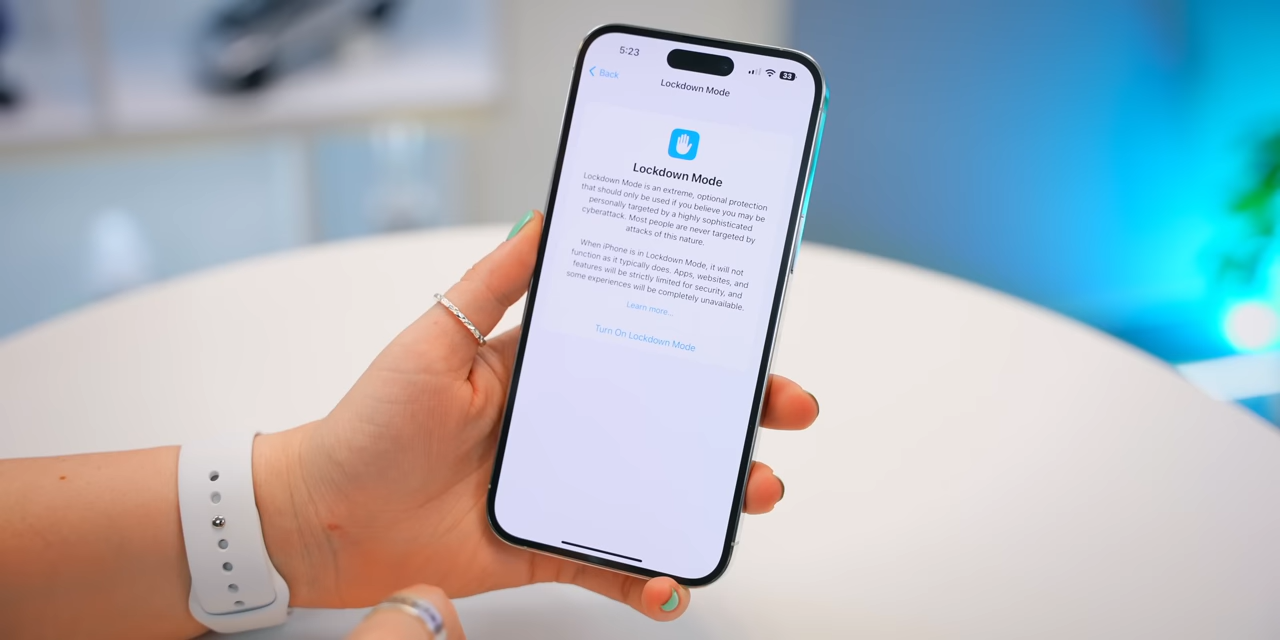 5:23
33
Back
Lockdown Mode
Lockdown Mode
Lockdown Mode is an extreme, optional protection
that should only be used if you believe you may be
personally targeted by a highly sophisticated
cyberattack. Most people are never targeted by
attacks of this nature.
When iPhone is in Lockdown Mode, it will not
function as it typically does. Apps, websites, and
features will be strictly limited for security, and
some experiences will be completely unavailable.
Learn more...
Turn On Lockdown Mode